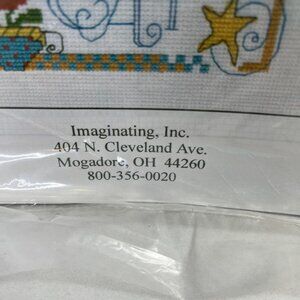 Imaginating, Inc.
404 N. Cleveland Ave.
Mogadore, OH 44260
800-356-0020